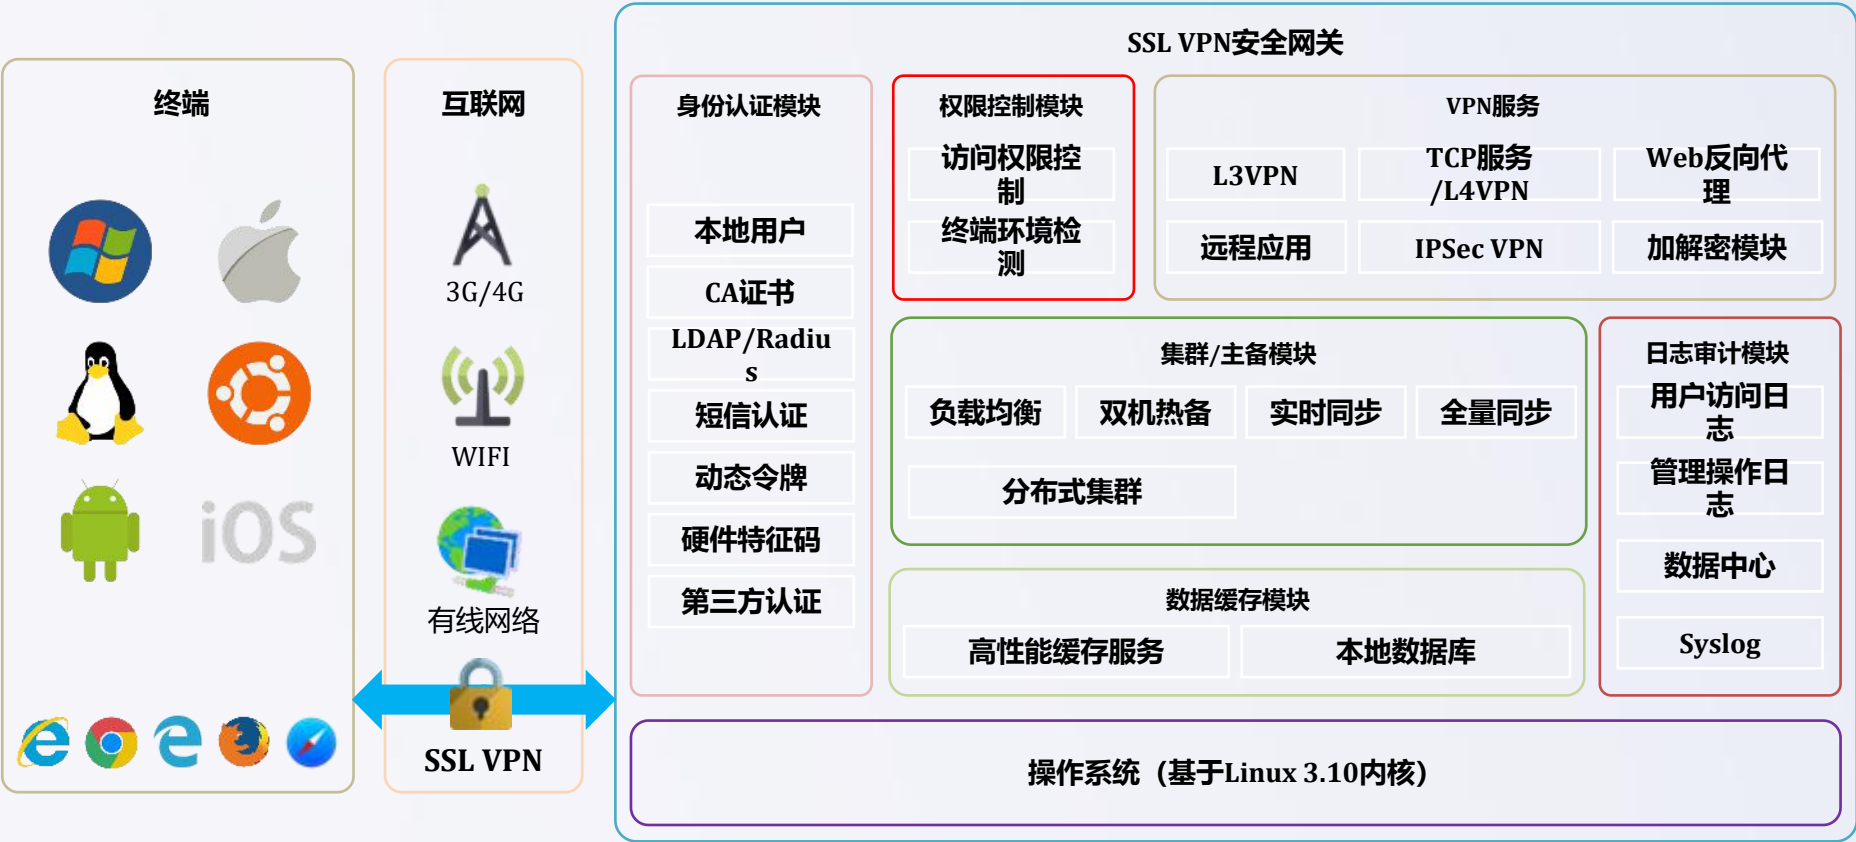 SSL VPN安全网关
终端
iOS
互联网
3G/4G
WIFI
有线网络
SSL VPN
身份认证模块
本地用户
CA证书
LDAP/Radiu
s
短信认证
动态令牌
硬件特征码
第三方认证
权限控制模块
访问权限控
制
终端环境检
测
VPN服务
L3VPN
TCP服务
/L4VPN
Web反向代
理
远程应用
IPSec VPN
加解密模块
集群/主备模块
负载均衡
双机热备
实时同步
全量同步
分布式集群
数据缓存模块
高性能缓存服务
本地数据库
日志审计模块
用户访问日
志
管理操作日
志
数据中心
Syslog
操作系统（基于Linux 3.10内核）